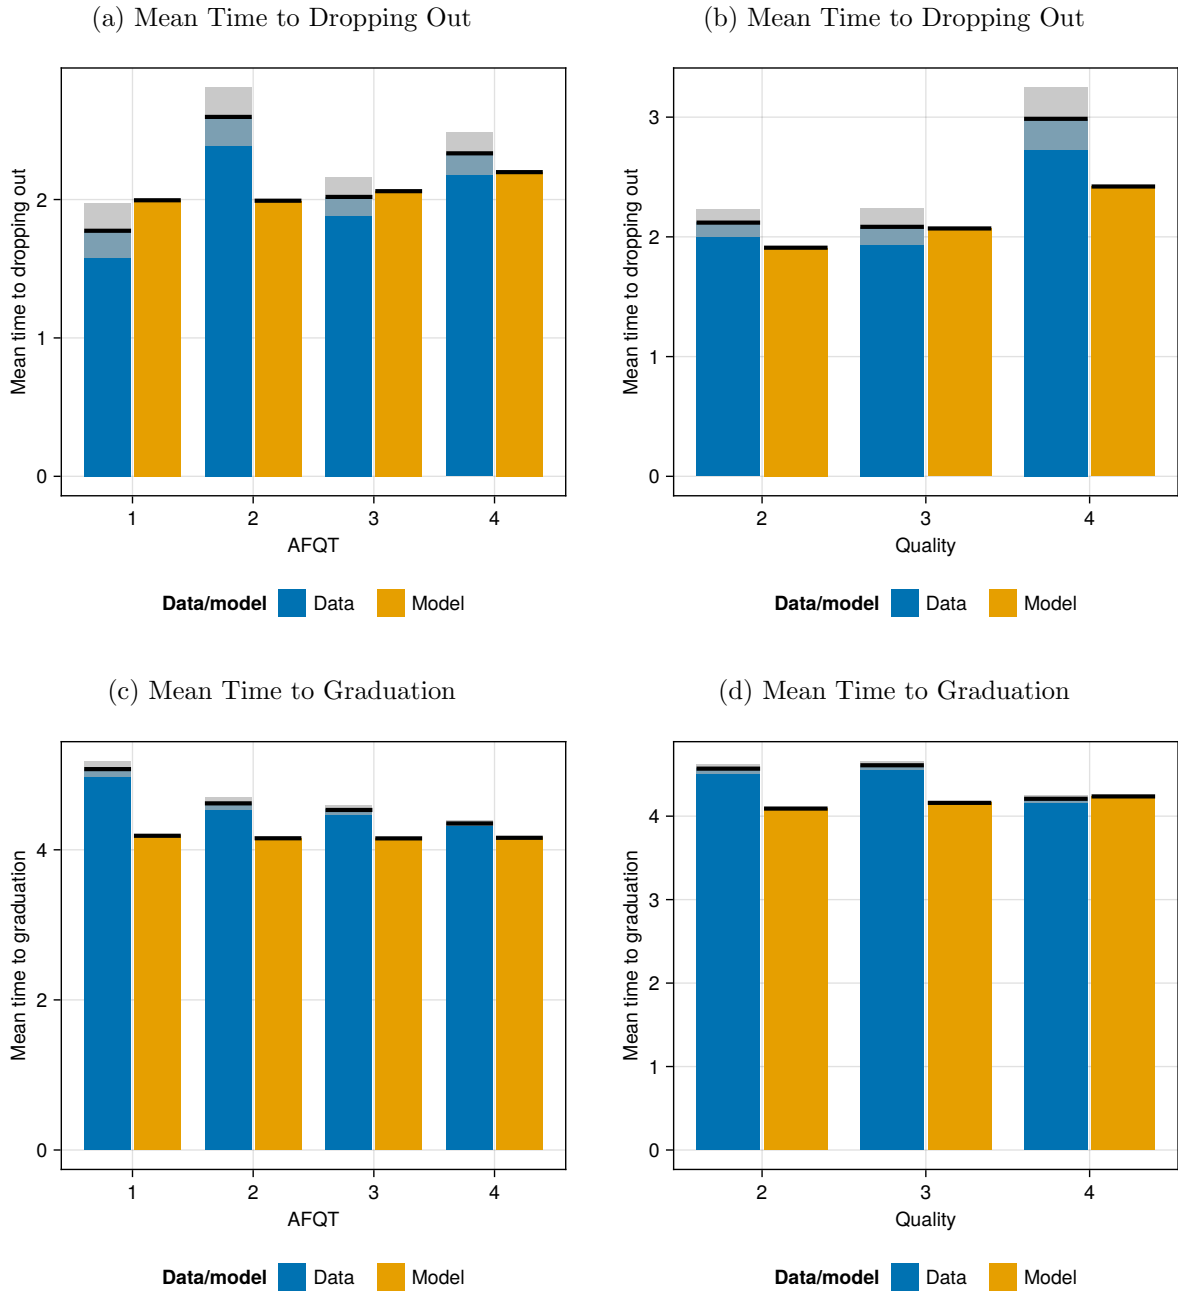 (a) Mean Time to Dropping Out
Mean time to dropping out
2
1
0
1 2 3 4
AFQT
Data/model Data Model
(b) Mean Time to Dropping Out
Mean time to dropping out
3
2
1
0
2 3 4
Quality
Data/model Data Model
(c) Mean Time to Graduation
Mean time to graduation
4
2
0
1 2 3 4
AFQT
Data/model Data Model
(d) Mean Time to Graduation
Mean time to graduation
4
3
2
1
0
2 3 4
Quality
Data/model Data Model